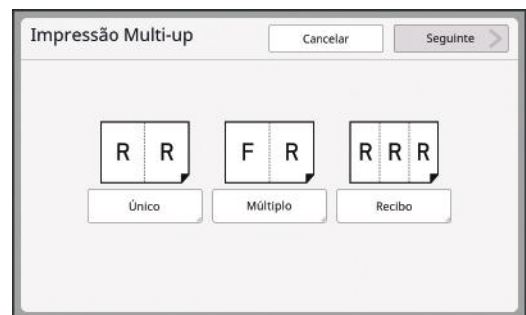 Impressão Multi-up
Cancelar
Seguinte
R R
F R
R R R
Único
Múltiplo
Recibo